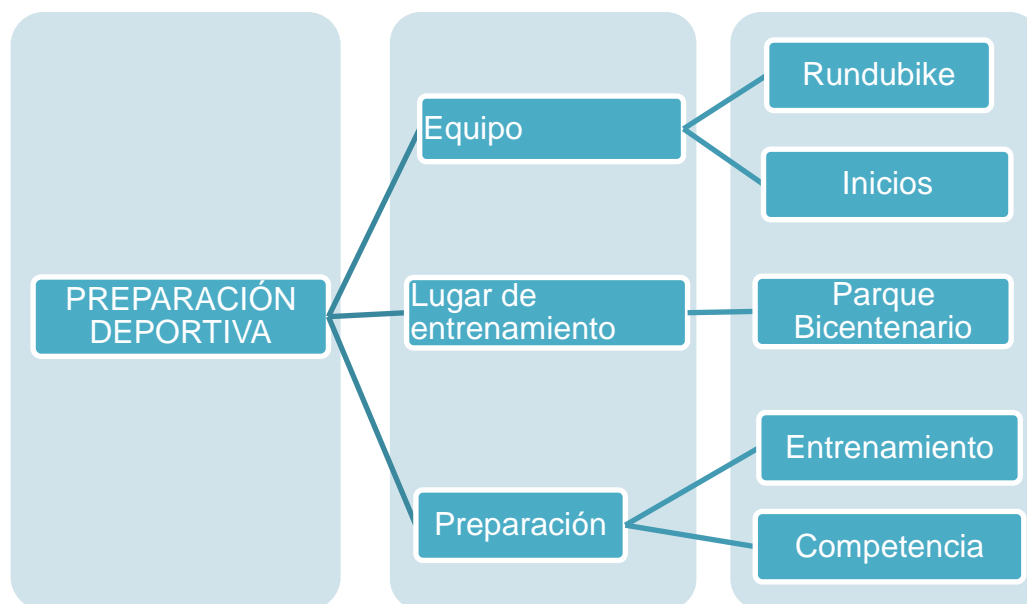 PREPARACIÓN
DEPORTIVA
Equipo
Rundubike
Inicios
Lugar de
entrenamiento
Parque
Bicentenario
Preparación
Entrenamiento
Competencia